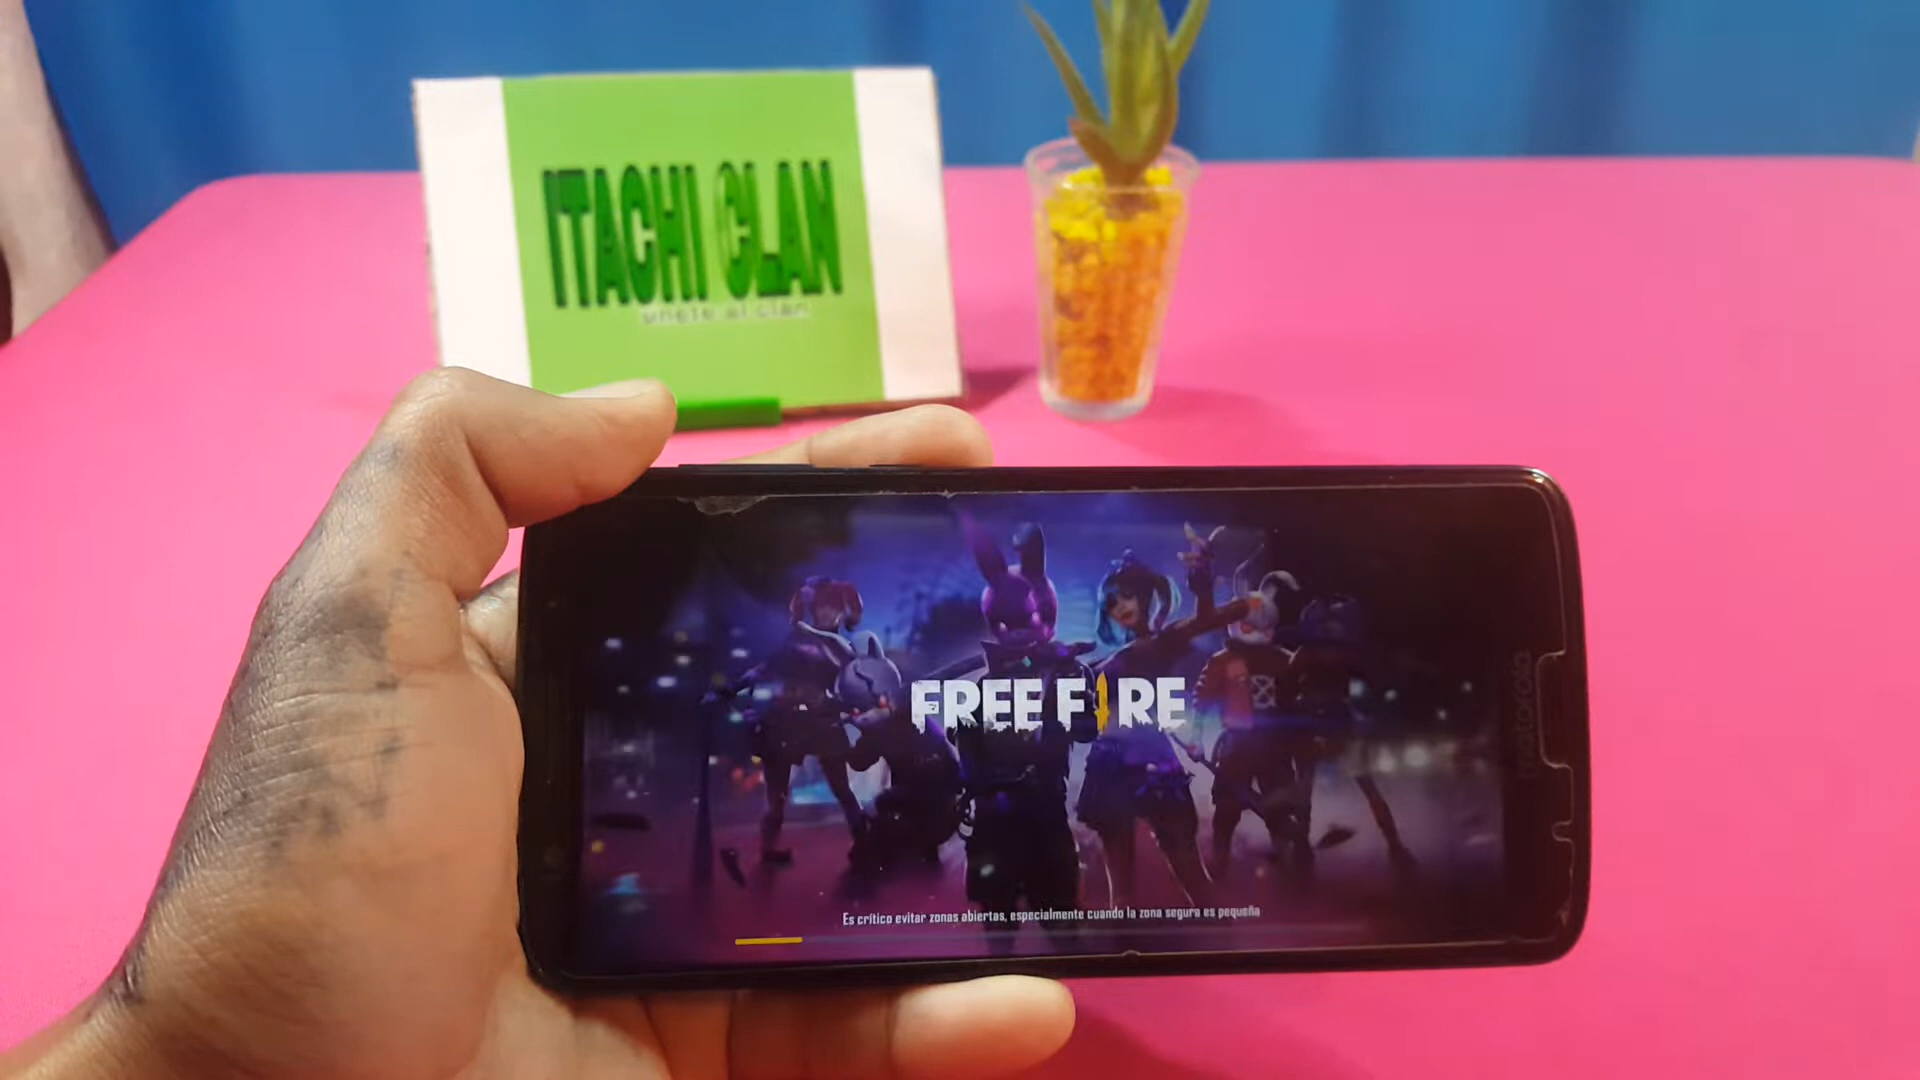 ITACHI CLAN
unete al clan
FREE FIRE
Es crítico evitar zonas abiertas, especialmente cuando la zona segura es pequeña
motorola